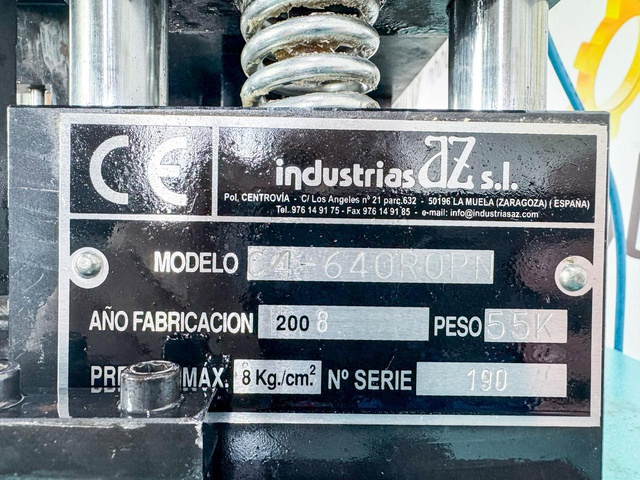 CE
industrias az s.l.
Pol. CENTROVÍA - C/ Los Angeles nº 21 parc.632 - 50196 LA MUELA (ZARAGOZA) (ESPAÑA)
Tel..976 14 91 75 - Fax 976 14 91 85 - e-mail: info@industriasaz.com
MODELO C4-640ROPN
AÑO FABRICACION 2008 PESO 55K
MÁX. 8 Kg./cm.² Nº SERIE 190